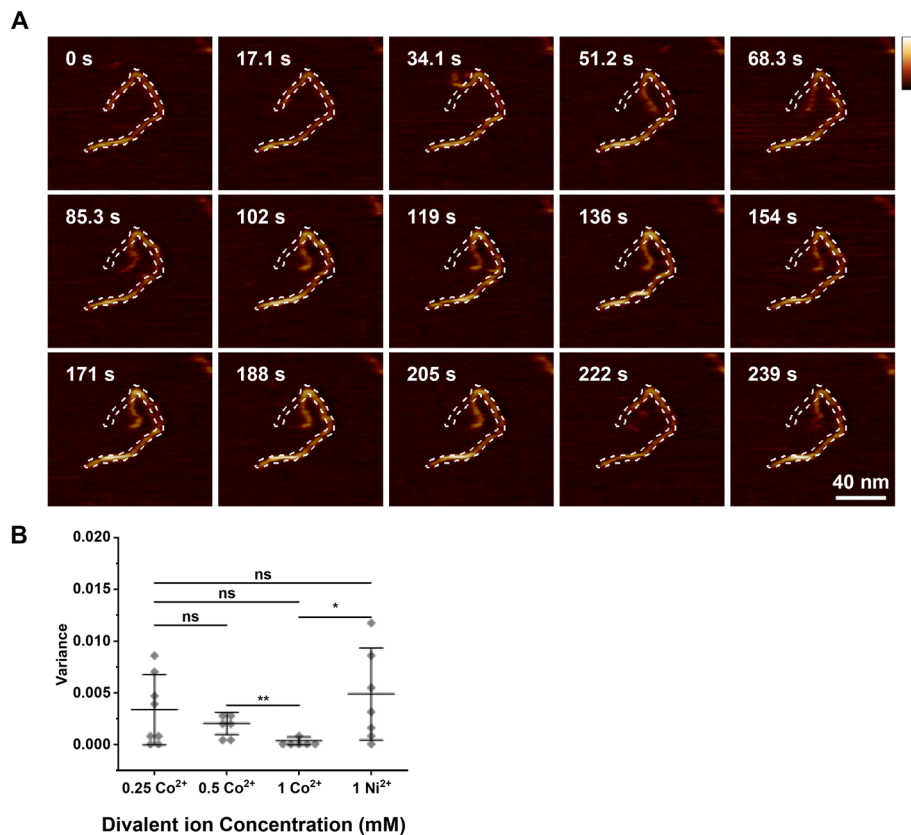 A
0 s
17.1 s
34.1 s
51.2 s
68.3 s
85.3 s
102 s
119 s
136 s
154 s
171 s
188 s
205 s
222 s
239 s
40 nm
B
0.020
0.015
0.010
0.005
0.000
Variance
ns
ns
*
ns
**
0.25 Co²⁺
0.5 Co²⁺
1 Co²⁺
1 Ni²⁺
Divalent ion Concentration (mM)